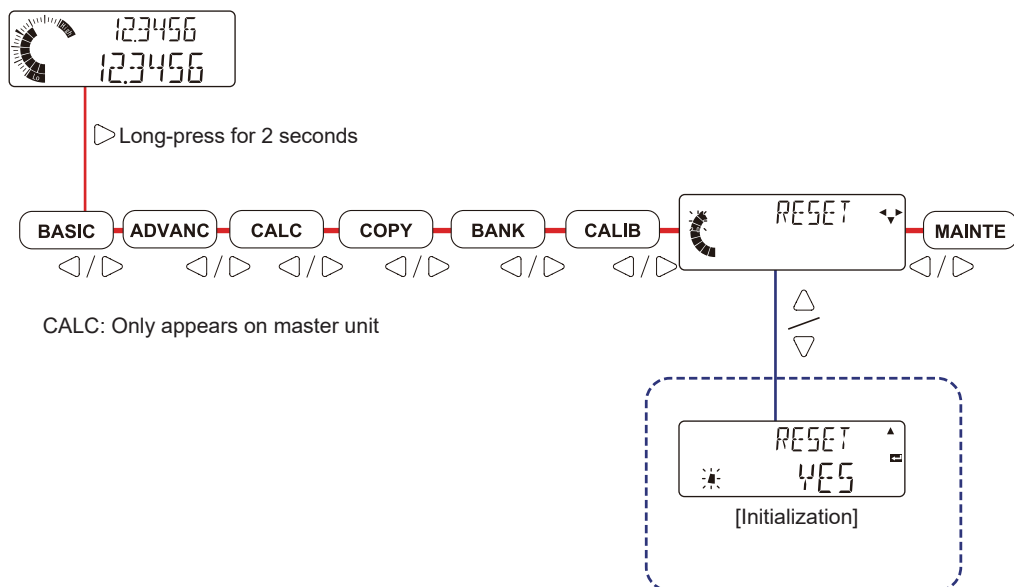 12.3456
12.3456
Lo
Long-press for 2 seconds
BASIC ADVANC CALC COPY BANK CALIB RESET MAINTE
/ / / / / / /
CALC: Only appears on master unit
RESET
YES
[Initialization]